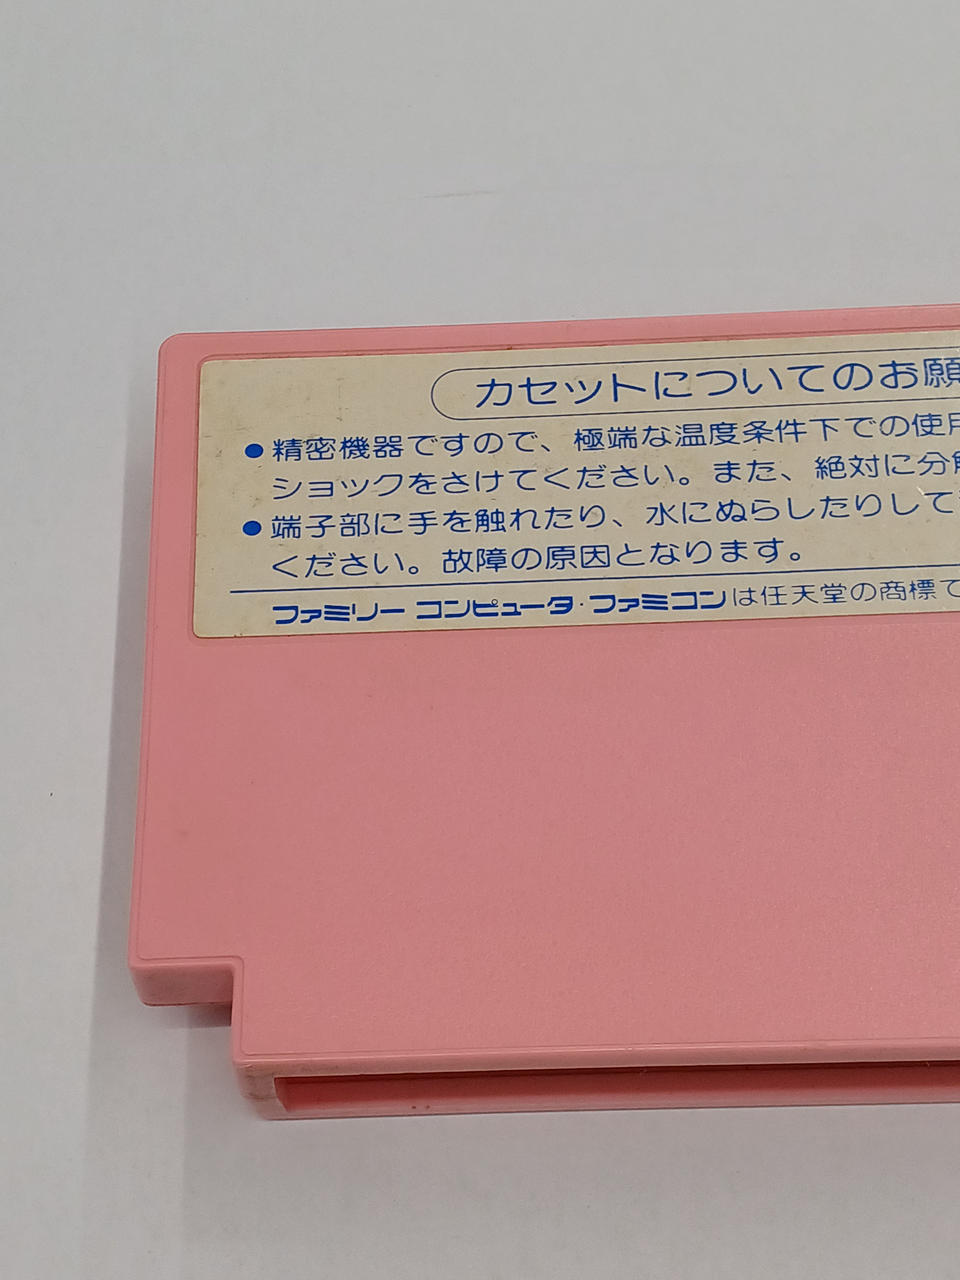 カセットについてのお願
●精密機器ですので、極端な温度条件下での使用
ショックをさけてください。また、絶対に分解
●端子部に手を触れたり、水にぬらしたりして
ください。故障の原因となります。
ファミリー コンピュータ・ファミコンは任天堂の商標で